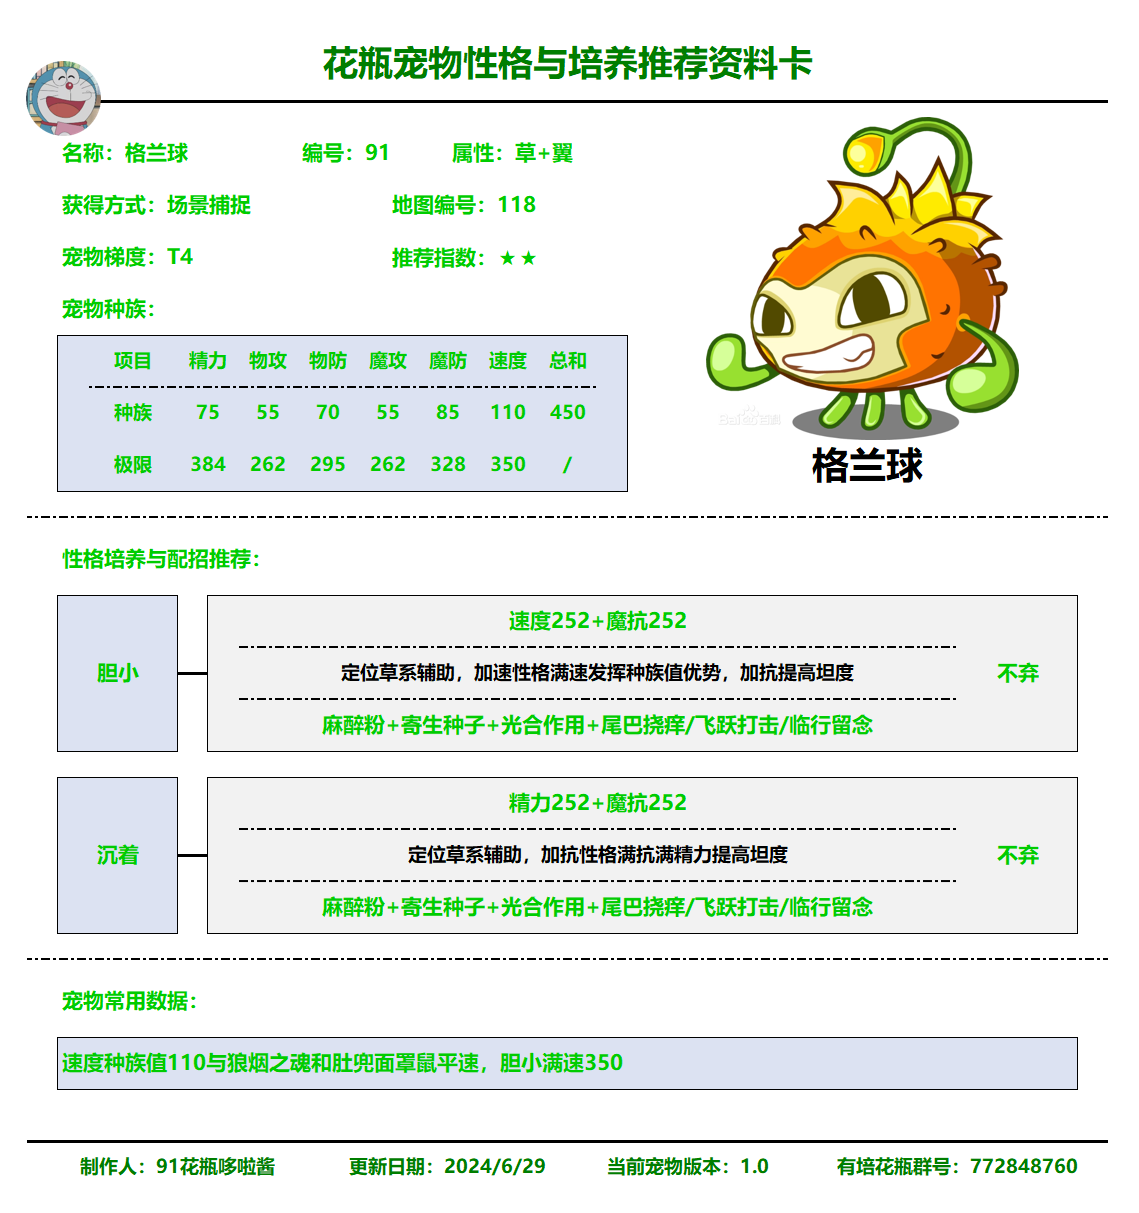 花瓶宠物性格与培养推荐资料卡
名称：格兰球 编号：91 属性：草+翼
获得方式：场景捕捉 地图编号：118
宠物梯度：T4 推荐指数：★★
宠物种族：
项目 精力 物攻 物防 魔攻 魔防 速度 总和
种族 75 55 70 55 85 110 450
极限 384 262 295 262 328 350 /
Baidu百科
格兰球
性格培养与配招推荐：
胆小
速度252+魔抗252
定位草系辅助，加速性格满速发挥种族值优势，加抗提高坦度
麻醉粉+寄生种子+光合作用+尾巴挠痒/飞跃打击/临行留念
不弃
沉着
精力252+魔抗252
定位草系辅助，加抗性格满抗满精力提高坦度
麻醉粉+寄生种子+光合作用+尾巴挠痒/飞跃打击/临行留念
不弃
宠物常用数据：
速度种族值110与狼烟之魂和肚兜面罩鼠平速，胆小满速350
制作人：91花瓶哆啦酱 更新日期：2024/6/29 当前宠物版本：1.0 有培花瓶群号：772848760